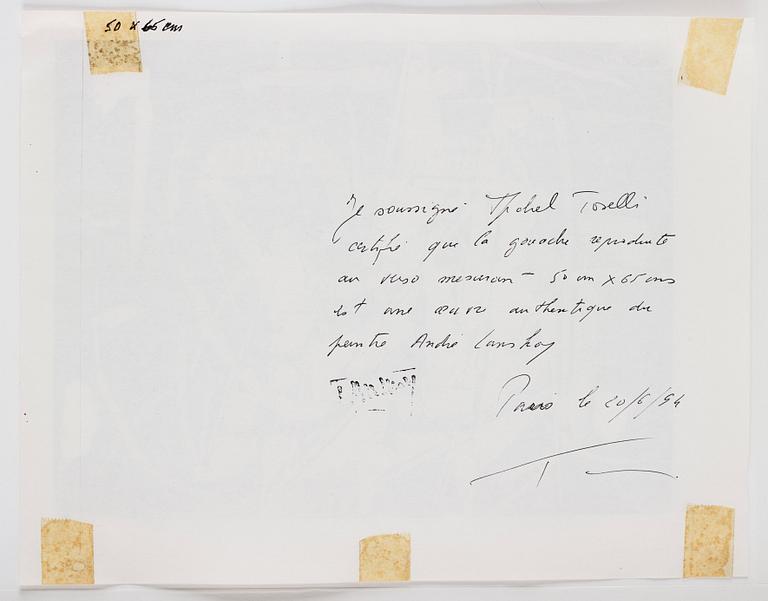 50 x 65 cm
Je soussigné Michel Toselli
certifie que la gouache reproduite
au verso mesurant 50 cm x 65 cms
est une œuvre authentique du
peintre André Lanskoy
Paris le 20/6/94